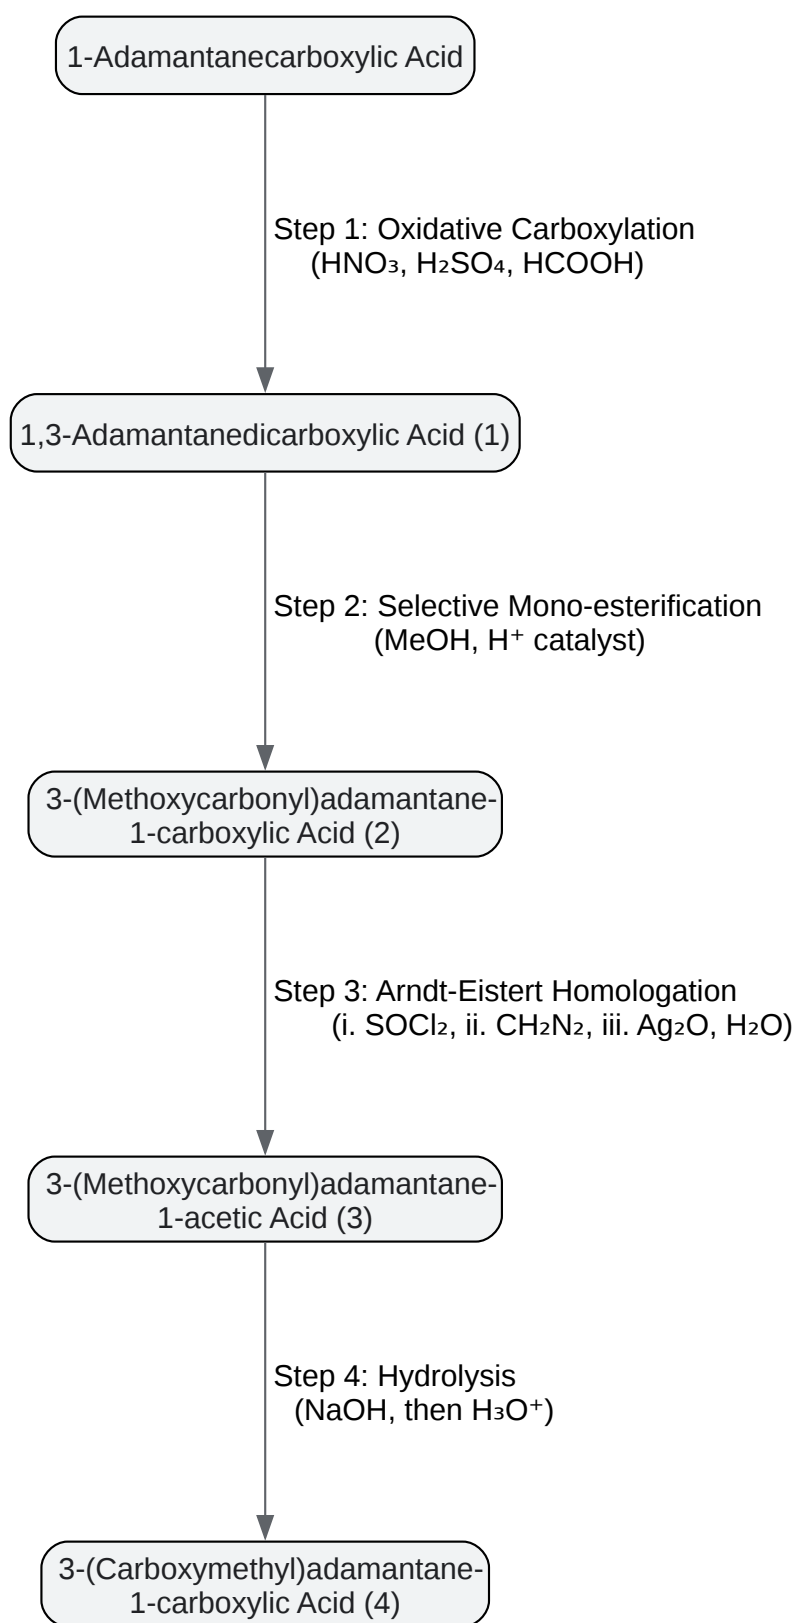 1-Adamantanecarboxylic Acid
Step 1: Oxidative Carboxylation
(HNO₃, H₂SO₄, HCOOH)
1,3-Adamantanedicarboxylic Acid (1)
Step 2: Selective Mono-esterification
(MeOH, H⁺ catalyst)
3-(Methoxycarbonyl)adamantane-
1-carboxylic Acid (2)
Step 3: Arndt-Eistert Homologation
(i. SOCl₂, ii. CH₂N₂, iii. Ag₂O, H₂O)
3-(Methoxycarbonyl)adamantane-
1-acetic Acid (3)
Step 4: Hydrolysis
(NaOH, then H₃O⁺)
3-(Carboxymethyl)adamantane-
1-carboxylic Acid (4)